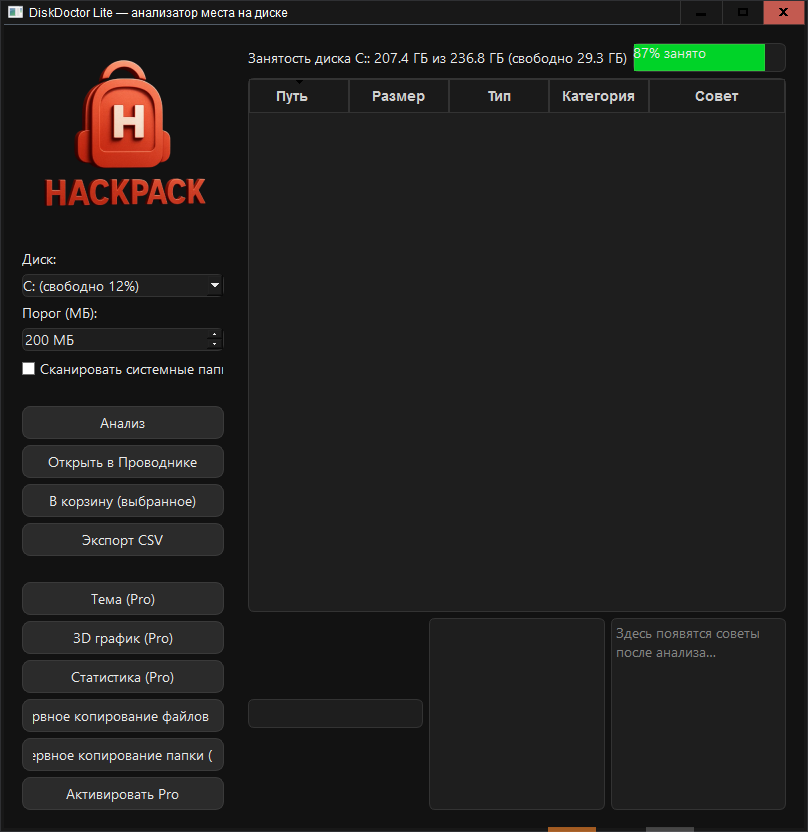 DiskDoctor Lite — анализатор места на диске
H
HACKPACK
Диск:
C: (свободно 12%)
Порог (МБ):
200 МБ
Сканировать системные пап
Анализ
Открыть в Проводнике
В корзину (выбранное)
Экспорт CSV
Тема (Pro)
3D график (Pro)
Статистика (Pro)
рвное копирование файлов
ервное копирование папки (
Активировать Pro
Занятость диска C:: 207.4 ГБ из 236.8 ГБ (свободно 29.3 ГБ)
87% занято
Путь Размер Тип Категория Совет
Здесь появятся советы
после анализа...